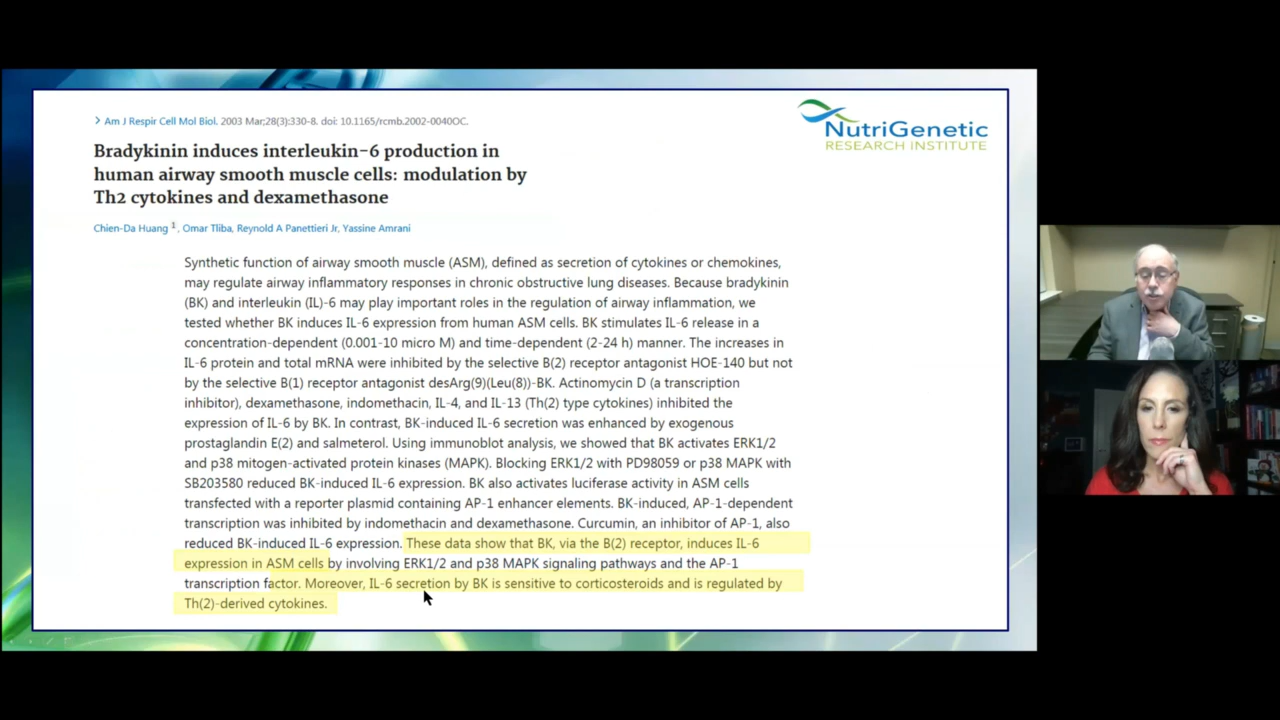 > Am J Respir Cell Mol Biol. 2003 Mar;28(3):330-8. doi: 10.1165/rcmb.2002-0040OC.
NutriGenetic
RESEARCH INSTITUTE
Bradykinin induces interleukin-6 production in
human airway smooth muscle cells: modulation by
Th2 cytokines and dexamethasone
Chien-Da Huang 1, Omar Tliba, Reynold A Panettieri Jr, Yassine Amrani
Synthetic function of airway smooth muscle (ASM), defined as secretion of cytokines or chemokines,
may regulate airway inflammatory responses in chronic obstructive lung diseases. Because bradykinin
(BK) and interleukin (IL)-6 may play important roles in the regulation of airway inflammation, we
tested whether BK induces IL-6 expression from human ASM cells. BK stimulates IL-6 release in a
concentration-dependent (0.001-10 micro M) and time-dependent (2-24 h) manner. The increases in
IL-6 protein and total mRNA were inhibited by the selective B(2) receptor antagonist HOE-140 but not
by the selective B(1) receptor antagonist desArg(9)(Leu(8))-BK. Actinomycin D (a transcription
inhibitor), dexamethasone, indomethacin, IL-4, and IL-13 (Th(2) type cytokines) inhibited the
expression of IL-6 by BK. In contrast, BK-induced IL-6 secretion was enhanced by exogenous
prostaglandin E(2) and salmeterol. Using immunoblot analysis, we showed that BK activates ERK1/2
and p38 mitogen-activated protein kinases (MAPK). Blocking ERK1/2 with PD98059 or p38 MAPK with
SB203580 reduced BK-induced IL-6 expression. BK also activates luciferase activity in ASM cells
transfected with a reporter plasmid containing AP-1 enhancer elements. BK-induced, AP-1-dependent
transcription was inhibited by indomethacin and dexamethasone. Curcumin, an inhibitor of AP-1, also
reduced BK-induced IL-6 expression. These data show that BK, via the B(2) receptor, induces IL-6
expression in ASM cells by involving ERK1/2 and p38 MAPK signaling pathways and the AP-1
transcription factor. Moreover, IL-6 secretion by BK is sensitive to corticosteroids and is regulated by
Th(2)-derived cytokines.